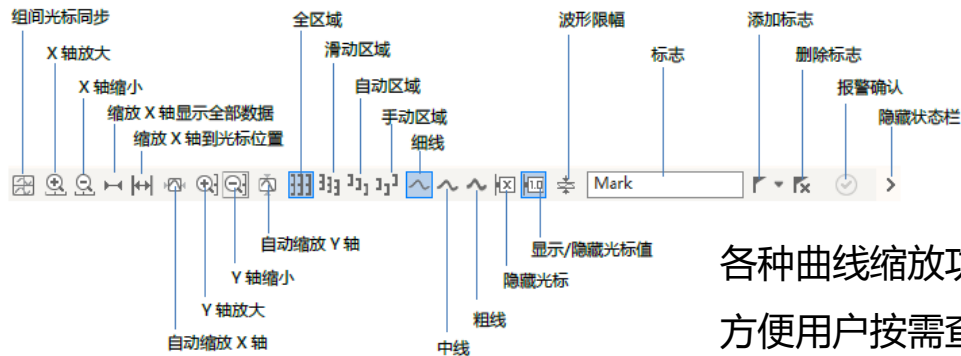 组间光标同步
全区域
波形限幅
添加标志
X 轴放大
滑动区域
标志
删除标志
X 轴缩小
自动区域
报警确认
缩放 X 轴显示全部数据
手动区域
隐藏状态栏
缩放 X 轴到光标位置
细线
X
1.0
Mark
自动缩放 Y 轴
显示/隐藏光标值
Y 轴缩小
隐藏光标
Y 轴放大
粗线
自动缩放 X 轴
中线
各种曲线缩放
方便用户按需